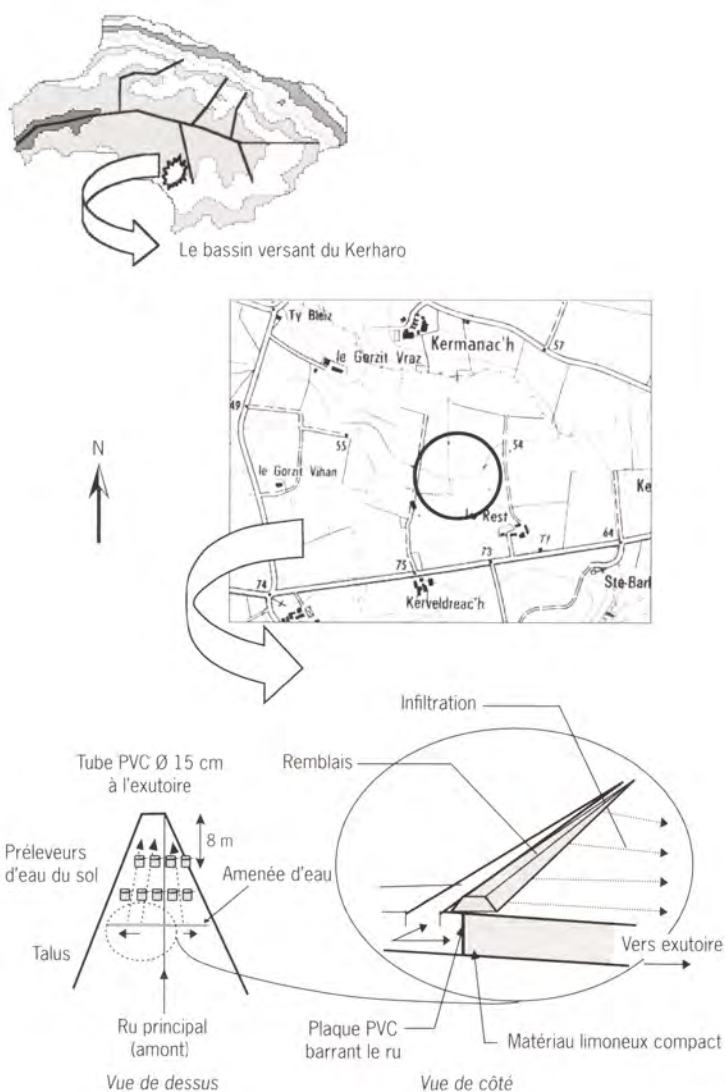 Le bassin versant du Kerharo
Ty Bleiz
Kermanac'h
57
le Gorzit Vraz
49
55
54
le Gorzit Vihan
N
le Rest
Ke
64
73
75
74
Ste-Barb
Kerveldreac'h
Infiltration
Tube PVC Ø 15 cm
à l'exutoire
Remblais
8 m
Préleveurs
d'eau du sol
Amenée d'eau
Talus
Vers exutoire
Ru principal
(amont)
Plaque PVC
barrant le ru
Matériau limoneux compact
Vue de dessus
Vue de côté